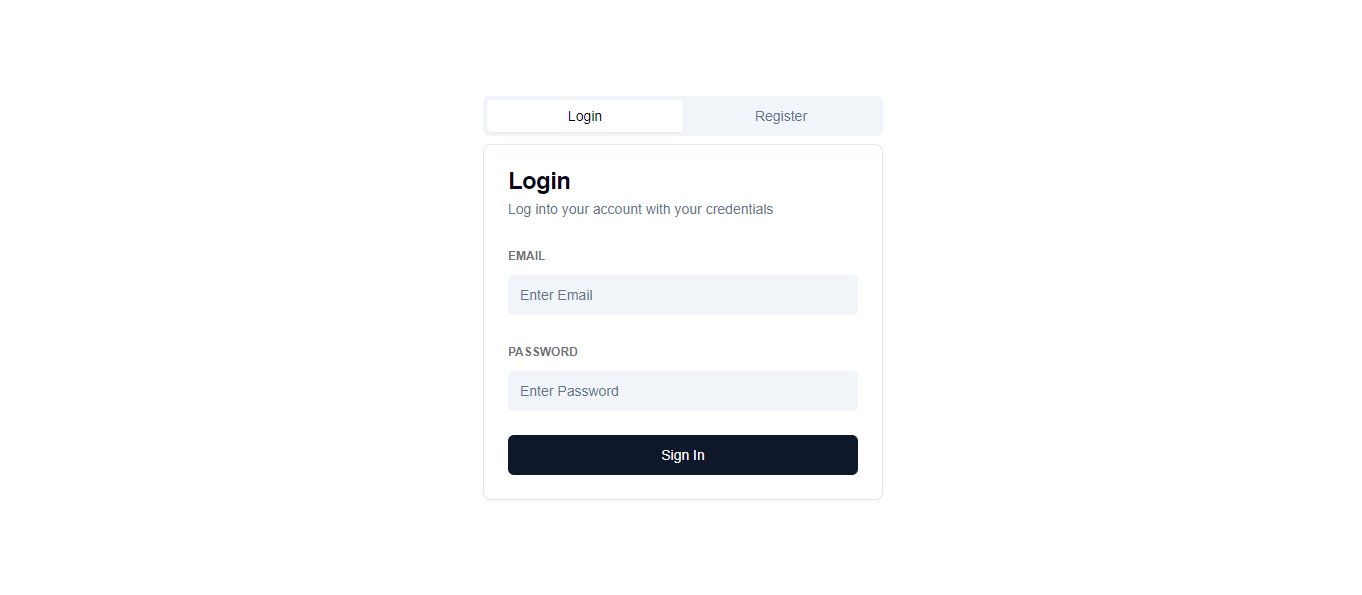 Login
Register
Login
Log into your account with your credentials
EMAIL
Enter Email
PASSWORD
Enter Password
Sign In